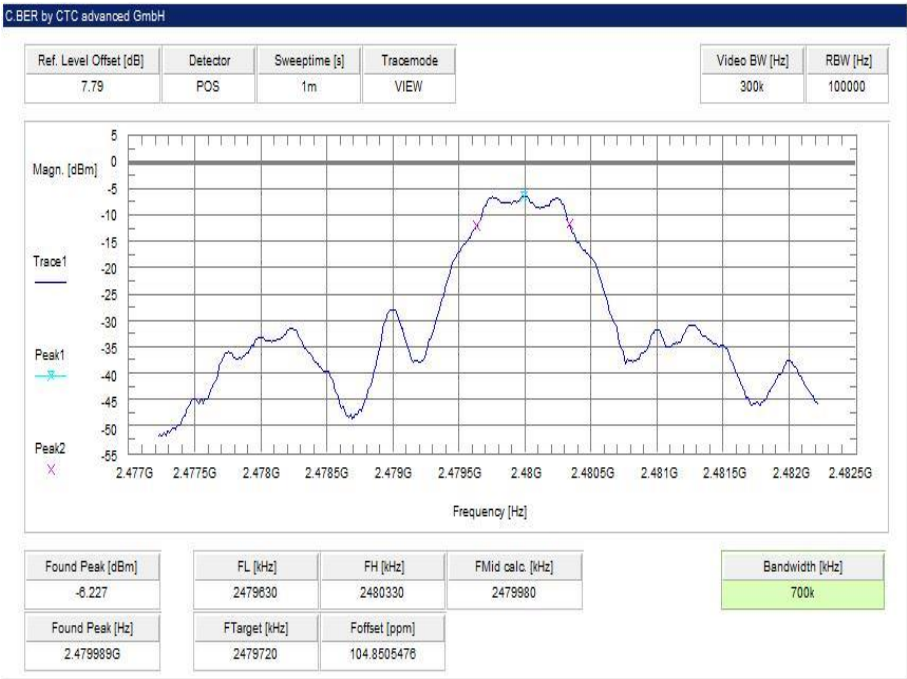 C.BER by CTC advanced GmbH
Ref. Level Offset [dB] Detector Sweeptime [s] Tracemode Video BW [Hz] RBW [Hz]
7.79 POS 1m VIEW 300k 100000
5
Magn. [dBm] 0
-5
-10
-15
Trace1 -20
-25
-30
Peak1 -35
-40
-45
Peak2 -50
-55
2.477G 2.4775G 2.478G 2.4785G 2.479G 2.4795G 2.48G 2.4805G 2.481G 2.4815G 2.482G 2.4825G
Frequency [Hz]
Found Peak [dBm] FL [kHz] FH [kHz] FMid calc. [kHz] Bandwidth [kHz]
-6.227 2479630 2480330 2479980 700k
Found Peak [Hz] FTarget [kHz] Foffset [ppm]
2.479989G 2479720 104.8505476